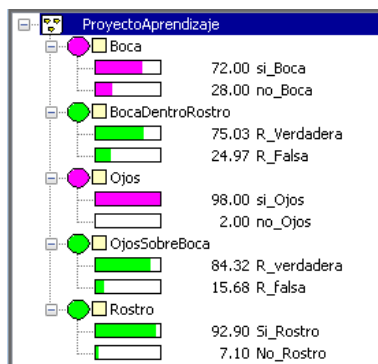 ProyectoAprendizaje
Boca
72.00 si_Boca
28.00 no_Boca
BocaDentroRostro
75.03 R_Verdadera
24.97 R_Falsa
Ojos
98.00 si_Ojos
2.00 no_Ojos
OjosSobreBoca
84.32 R_verdadera
15.68 R_falsa
Rostro
92.90 Si_Rostro
7.10 No_Rostro